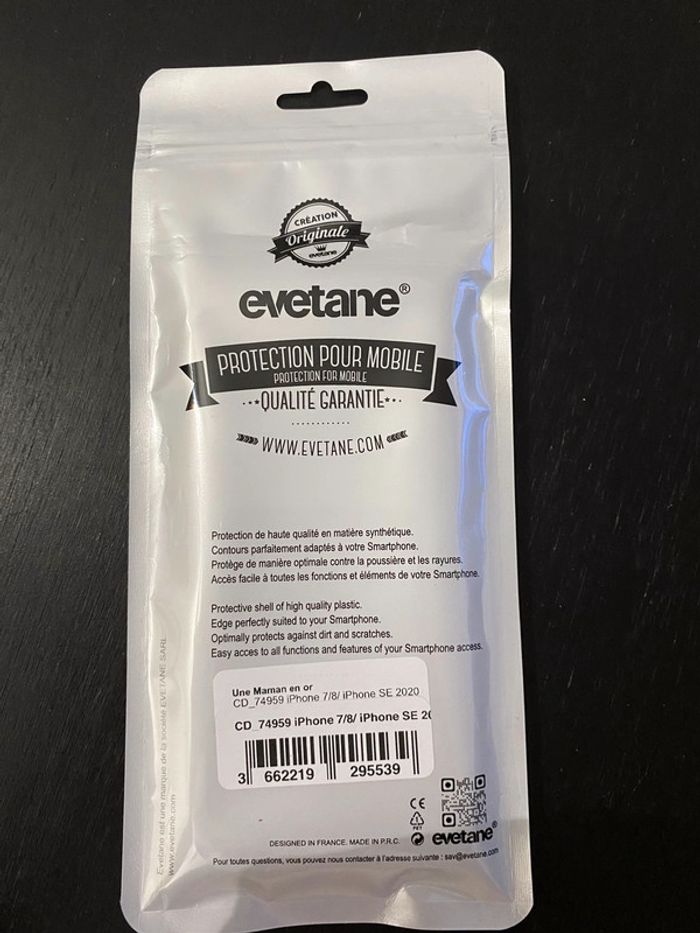 CRÉATION
Originale
evetane
evetane®
PROTECTION POUR MOBILE
PROTECTION FOR MOBILE
QUALITÉ GARANTIE
WWW.EVETANE.COM
Protection de haute qualité en matière synthétique.
Contours parfaitement adaptés à votre Smartphone.
Protège de manière optimale contre la poussière et les rayures.
Accès facile à toutes les fonctions et éléments de votre Smartphone.
Protective shell of high quality plastic.
Edge perfectly suited to your Smartphone.
Optimally protects against dirt and scratches.
Easy acces to all functions and features of your Smartphone access.
Une Maman en or
CD_74959 iPhone 7/8/ iPhone SE 2020
CD_74959 iPhone 7/8/ iPhone SE 20
3 662219 295539
CE
PET
evetane®
DESIGNED IN FRANCE. MADE IN P.R.C.
Pour toutes questions, vous pouvez nous contacter à l'adresse suivante : sav@evetane.com
Evetane est une marque de la société EVETANE SARL
www.evetane.com